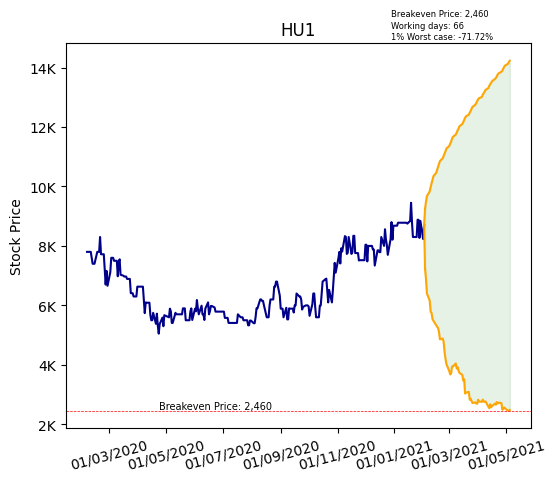 Breakeven Price: 2,460
Working days: 66
1% Worst case: -71.72%
HU1
Stock Price
14K
12K
10K
8K
6K
4K
2K
Breakeven Price: 2,460
01/03/2020
01/05/2020
01/07/2020
01/09/2020
01/11/2020
01/01/2021
01/03/2021
01/05/2021